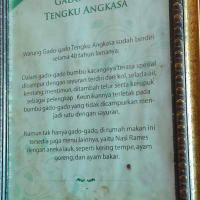 TENGKU ANGKASA
Warung Gado-gado Tengku Angkasa sudah berdiri
selama 40 tahun lamanya.
Dalam gado-gado bumbu kacangnya terasa spesial
dicampur dengan sayuran terdiri dari kol, selada air,
kentang, mentimun, ditambah telur serta kerupuk
sebagai pelengkap. Keunikannya terletak pada
bumbu gado-gado yang tidak dicampurkan men-
jadi satu dengan sayuran.
Namun tak hanya gado-gado, di rumah makan ini
tersedia juga menu lainnya, yaitu Nasi Rames
dengan aneka lauk, seperti kering tempe, ayam
goreng, dan ayam bakar.